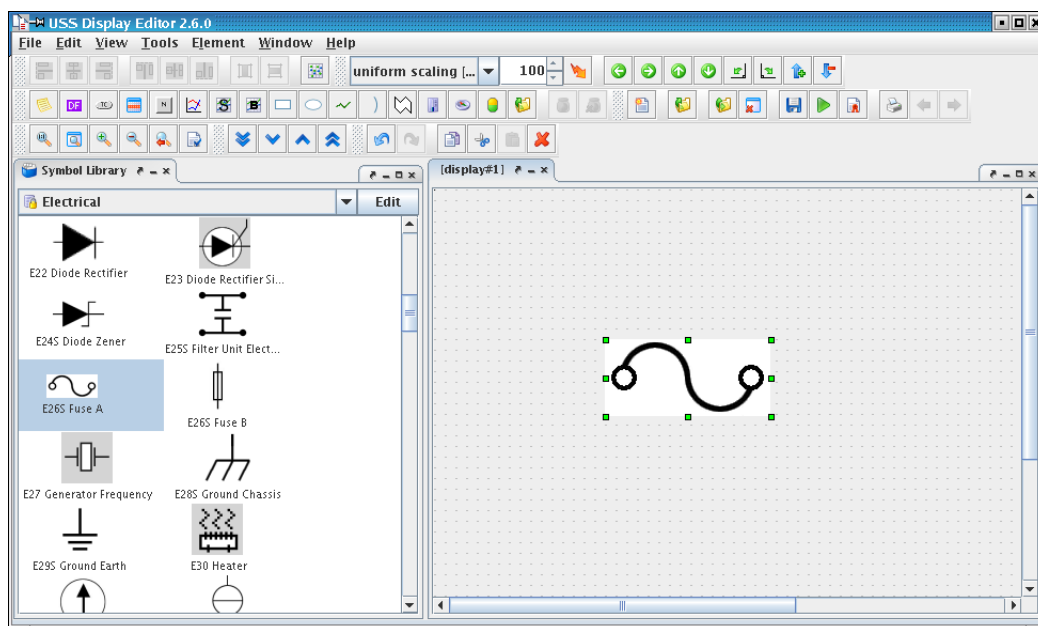 USS Display Editor 2.6.0
File Edit View Tools Element Window Help
uniform scaling [... 100
DF TC N S B
Symbol Library
[display#1]
Electrical Edit
E22 Diode Rectifier
E23 Diode Rectifier Si...
E24S Diode Zener
E25S Filter Unit Elect...
E26S Fuse A
E26S Fuse B
E27 Generator Frequency
E28S Ground Chassis
E29S Ground Earth
E30 Heater